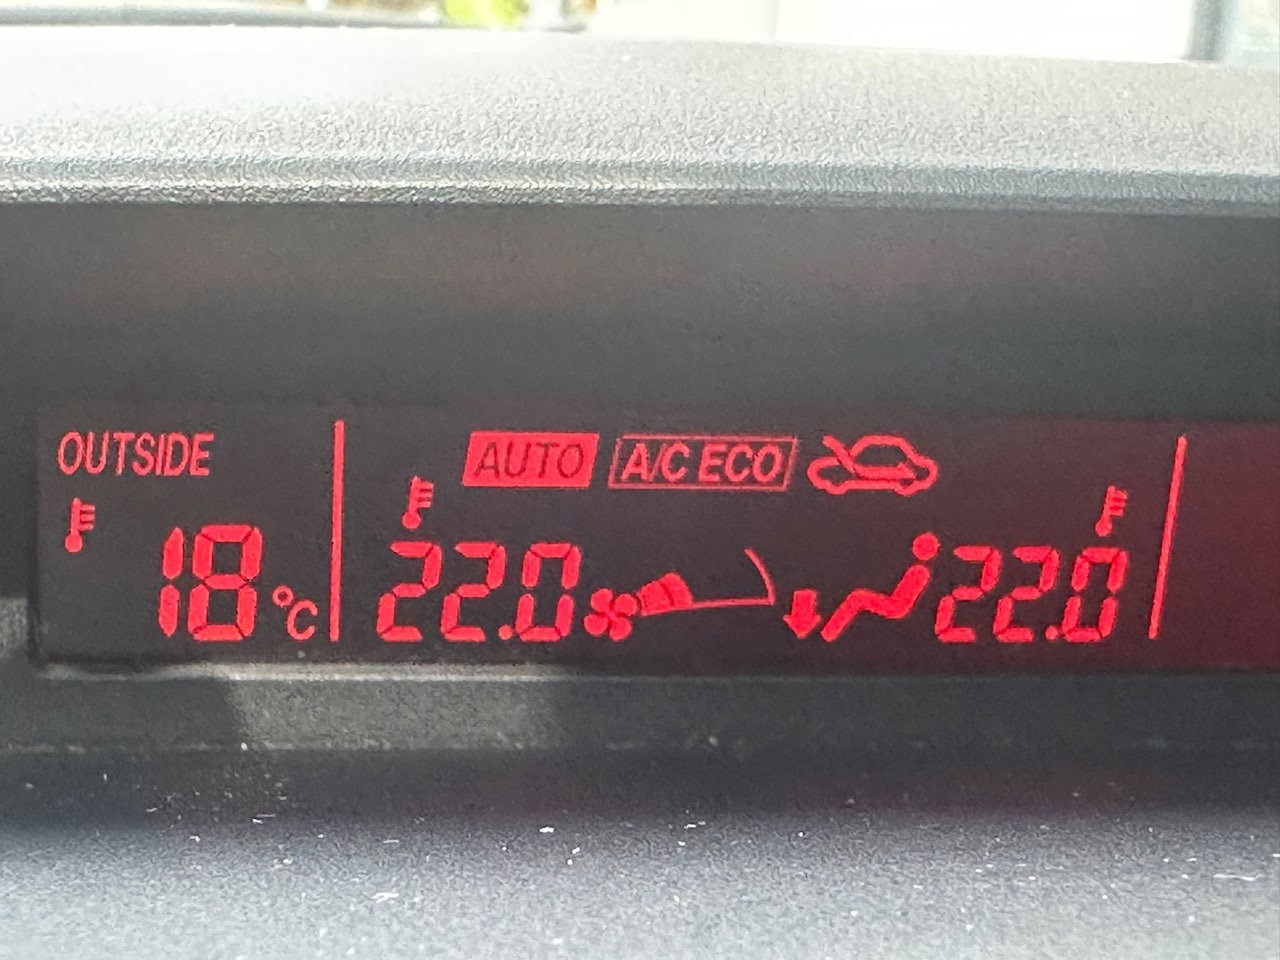 OUTSIDE AUTO A/C ECO
18 °C 22.0 22.0